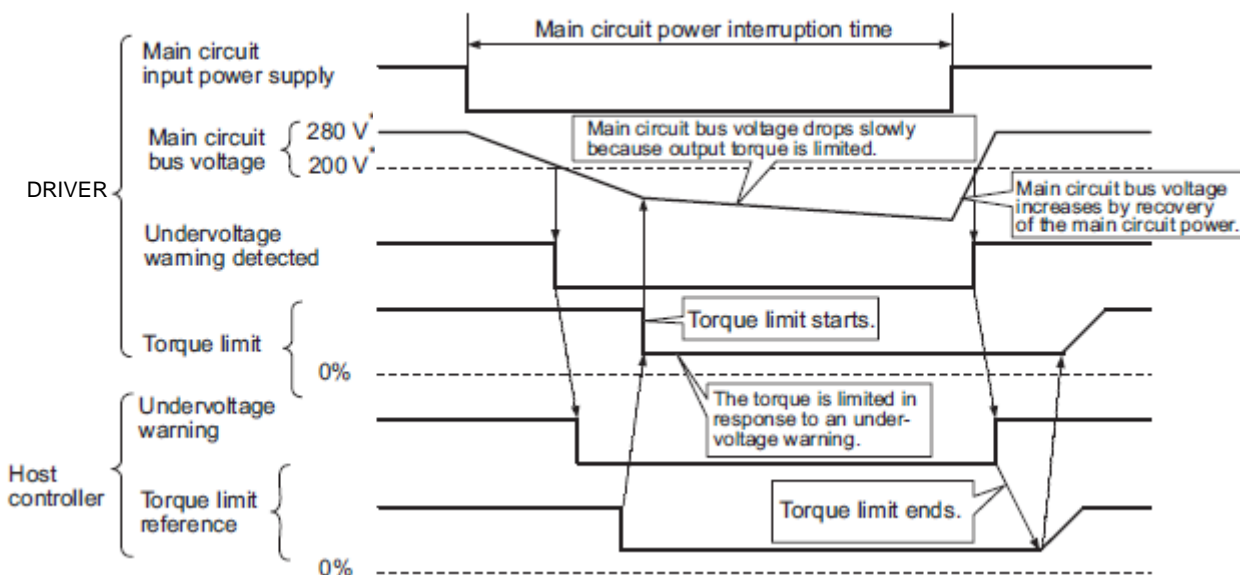 Main circuit power interruption time
Main circuit
input power supply
Main circuit
bus voltage
280 V*
200 V*
Main circuit bus voltage drops slowly
because output torque is limited.
DRIVER
Main circuit bus voltage
increases by recovery
of the main circuit power.
Undervoltage
warning detected
Torque limit starts.
Torque limit
0%
The torque is limited in
response to an under-
voltage warning.
Undervoltage
warning
Host
controller
Torque limit
reference
Torque limit ends.
0%